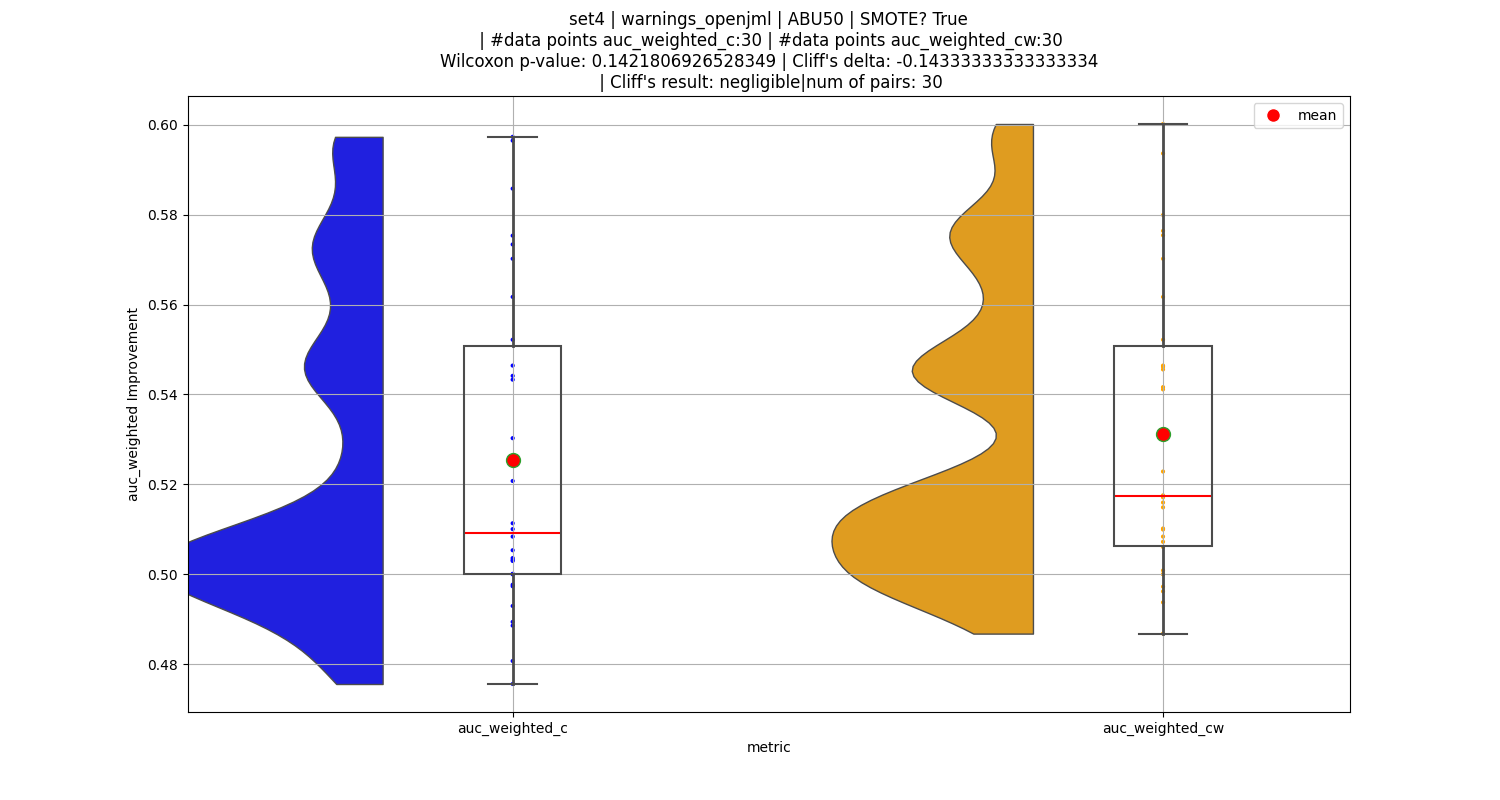 set4 | warnings_openjml | ABU50 | SMOTE? True
| #data points auc_weighted_c:30 | #data points auc_weighted_cw:30
Wilcoxon p-value: 0.1421806926528349 | Cliff's delta: -0.14333333333333334
| Cliff's result: negligible|num of pairs: 30
mean
0.60
0.58
0.56
0.54
0.52
0.50
0.48
auc_weighted Improvement
auc_weighted_c
auc_weighted_cw
metric